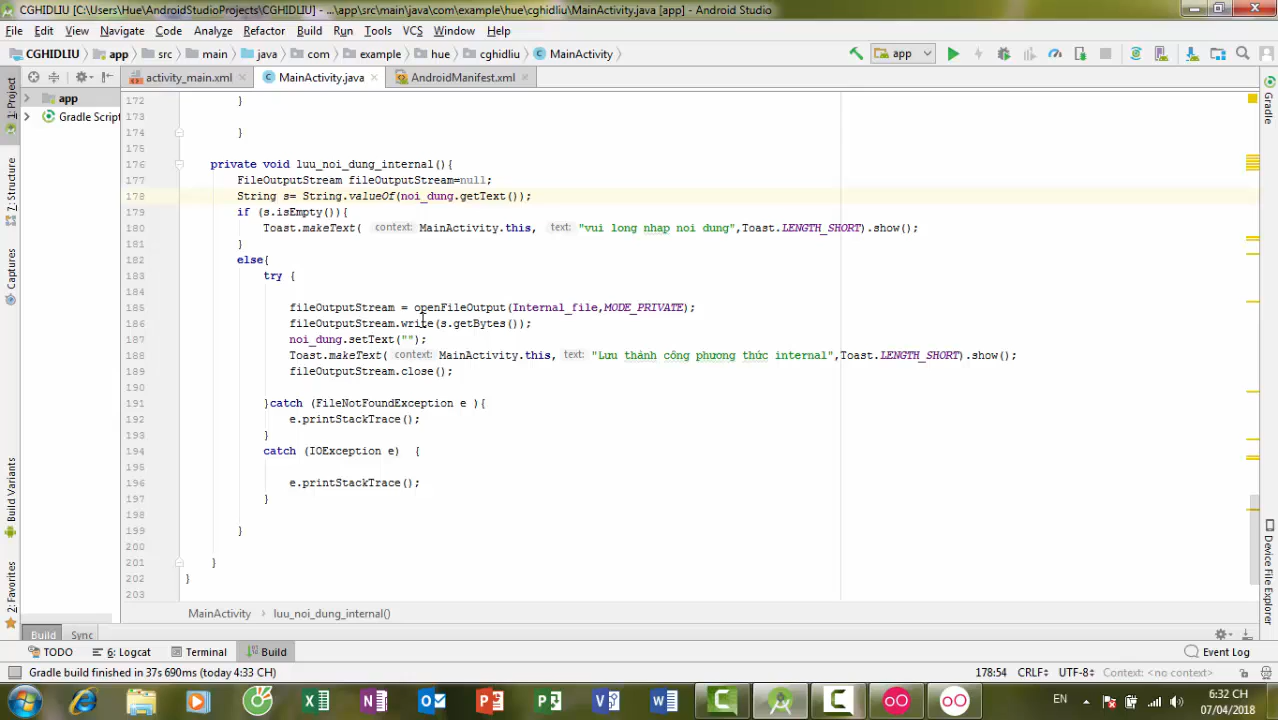 CGHIDLIU [C:\Users\Hue\AndroidStudioProjects\CGHIDLIU] - ...\app\src\main\java\com\example\hue\cghidliu\MainActivity.java [app] - Android Studio
File Edit View Navigate Code Analyze Refactor Build Run Tools VCS Window Help
CGHIDLIU app src main java com example hue cghidliu MainActivity app
1: Project activity_main.xml MainActivity.java AndroidManifest.xml Gradle
app
Gradle Script
7: Structure
Captures
Build Variants
2: Favorites
172 }
173
174 }
175
176 private void luu_noi_dung_internal(){
177 FileOutputStream fileOutputStream=null;
178 String s= String.valueOf(noi_dung.getText());
179 if (s.isEmpty()){
180 Toast.makeText( context: MainActivity.this, text: "vui long nhap noi dung",Toast.LENGTH_SHORT).show();
181 }
182 else{
183 try {
184
185 fileOutputStream = openFileOutput(Internal_file,MODE_PRIVATE);
186 fileOutputStream.write(s.getBytes());
187 noi_dung.setText("");
188 Toast.makeText( context: MainActivity.this, text: "Lưu thành công phương thức internal",Toast.LENGTH_SHORT).show();
189 fileOutputStream.close();
190
191 }catch (FileNotFoundException e ){
192 e.printStackTrace();
193 }
194 catch (IOException e) {
195
196 e.printStackTrace();
197 }
198
199 }
200
201 }
202 }
203
Device File Explorer
MainActivity luu_noi_dung_internal()
Build Sync
TODO 6: Logcat Terminal Build Event Log
Gradle build finished in 37s 690ms (today 4:33 CH) 178:54 CRLF UTF-8 Context: <no context>
EN 6:32 CH
07/04/2018